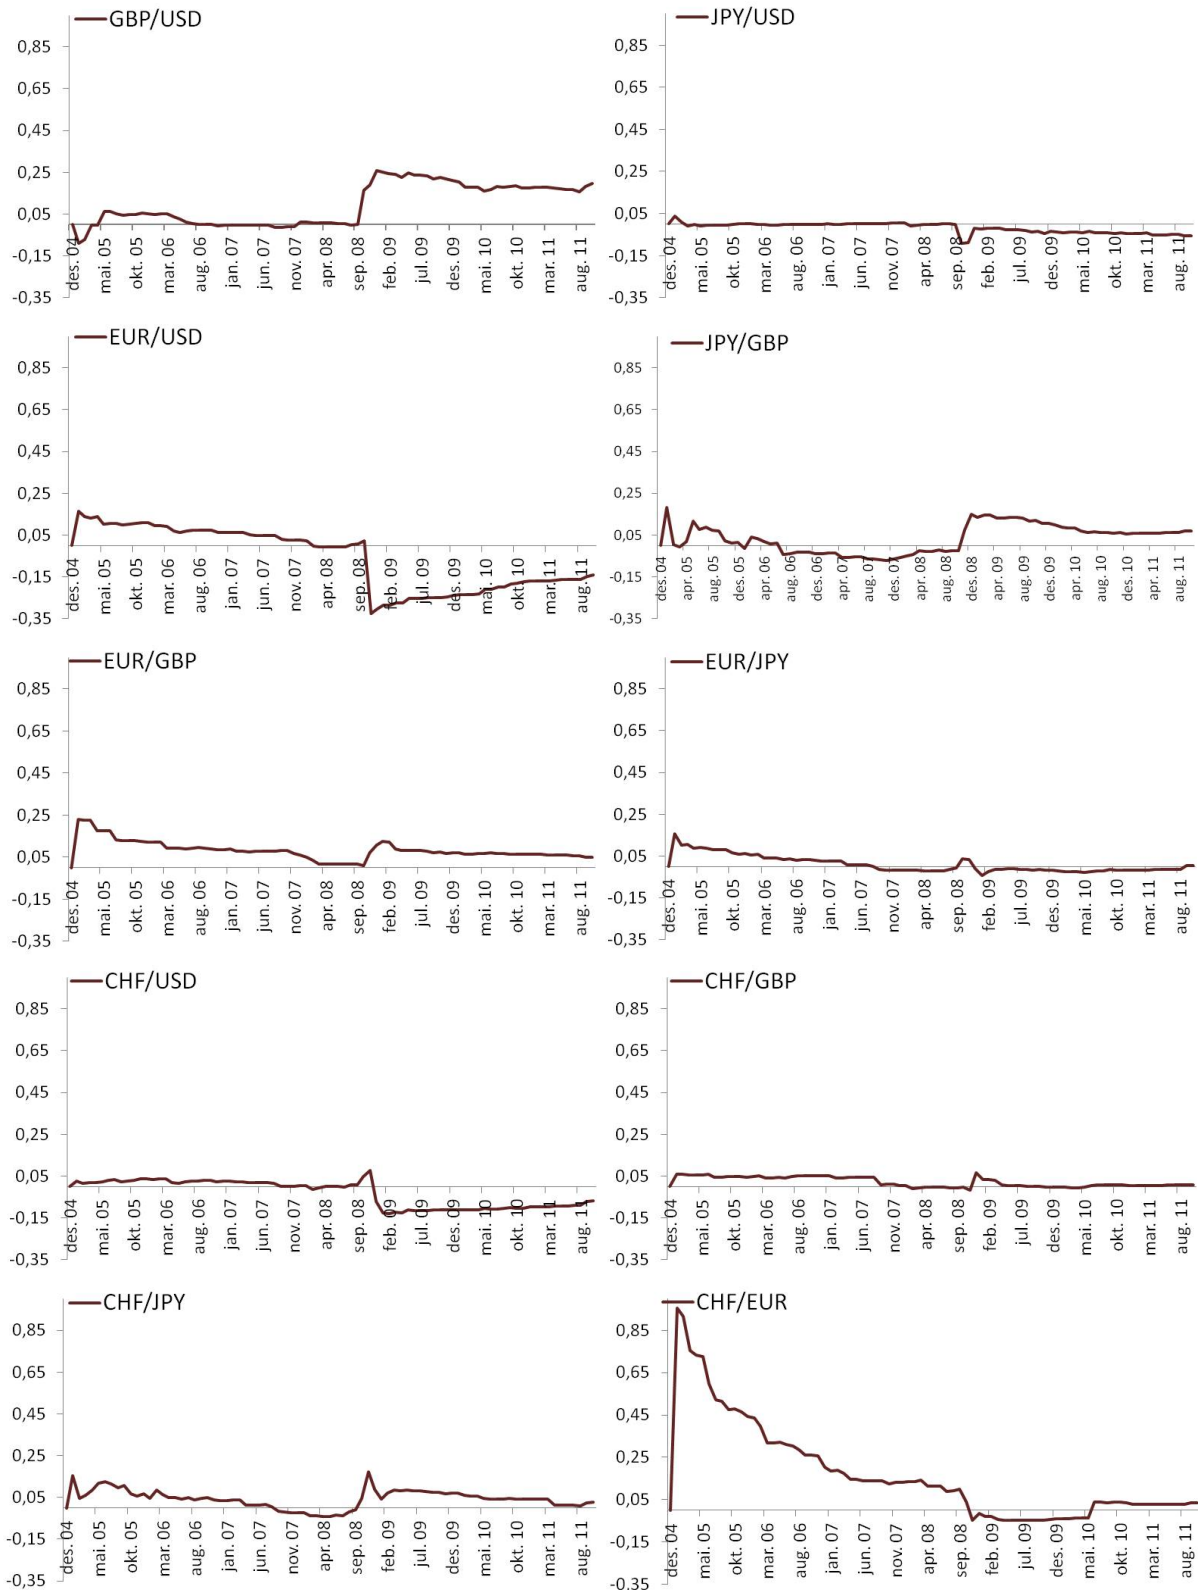 GBP/USD
0,85
0,65
0,45
0,25
0,05
-0,15
-0,35
des. 04
mai. 05
okt. 05
mar. 06
aug. 06
jan. 07
jun. 07
nov. 07
apr. 08
sep. 08
feb. 09
jul. 09
des. 09
mai. 10
okt. 10
mar. 11
aug. 11
JPY/USD
0,85
0,65
0,45
0,25
0,05
-0,15
-0,35
des. 04
mai. 05
okt. 05
mar. 06
aug. 06
jan. 07
jun. 07
nov. 07
apr. 08
sep. 08
feb. 09
jul. 09
des. 09
mai. 10
okt. 10
mar. 11
aug. 11
EUR/USD
0,85
0,65
0,45
0,25
0,05
-0,15
-0,35
des. 04
mai. 05
okt. 05
mar. 06
aug. 06
jan. 07
jun. 07
nov. 07
apr. 08
sep. 08
feb. 09
jul. 09
des. 09
mai. 10
okt. 10
mar. 11
aug. 11
JPY/GBP
0,85
0,65
0,45
0,25
0,05
-0,15
-0,35
des. 04
apr. 05
aug. 05
des. 05
apr. 06
aug. 06
des. 06
apr. 07
aug. 07
des. 07
apr. 08
aug. 08
des. 08
apr. 09
aug. 09
des. 09
apr. 10
aug. 10
des. 10
apr. 11
aug. 11
EUR/GBP
0,85
0,65
0,45
0,25
0,05
-0,15
-0,35
des. 04
mai. 05
okt. 05
mar. 06
aug. 06
jan. 07
jun. 07
nov. 07
apr. 08
sep. 08
feb. 09
jul. 09
des. 09
mai. 10
okt. 10
mar. 11
aug. 11
EUR/JPY
0,85
0,65
0,45
0,25
0,05
-0,15
-0,35
des. 04
mai. 05
okt. 05
mar. 06
aug. 06
jan. 07
jun. 07
nov. 07
apr. 08
sep. 08
feb. 09
jul. 09
des. 09
mai. 10
okt. 10
mar. 11
aug. 11
CHF/USD
0,85
0,65
0,45
0,25
0,05
-0,15
-0,35
des. 04
mai. 05
okt. 05
mar. 06
aug. 06
jan. 07
jun. 07
nov. 07
apr. 08
sep. 08
feb. 09
jul. 09
des. 09
mai. 10
okt. 10
mar. 11
aug. 11
CHF/GBP
0,85
0,65
0,45
0,25
0,05
-0,15
-0,35
des. 04
mai. 05
okt. 05
mar. 06
aug. 06
jan. 07
jun. 07
nov. 07
apr. 08
sep. 08
feb. 09
jul. 09
des. 09
mai. 10
okt. 10
mar. 11
aug. 11
CHF/JPY
0,85
0,65
0,45
0,25
0,05
-0,15
-0,35
des. 04
mai. 05
okt. 05
mar. 06
aug. 06
jan. 07
jun. 07
nov. 07
apr. 08
sep. 08
feb. 09
jul. 09
des. 09
mai. 10
okt. 10
mar. 11
aug. 11
CHF/EUR
0,85
0,65
0,45
0,25
0,05
-0,15
-0,35
des. 04
mai. 05
okt. 05
mar. 06
aug. 06
jan. 07
jun. 07
nov. 07
apr. 08
sep. 08
feb. 09
jul. 09
des. 09
mai. 10
okt. 10
mar. 11
aug. 11